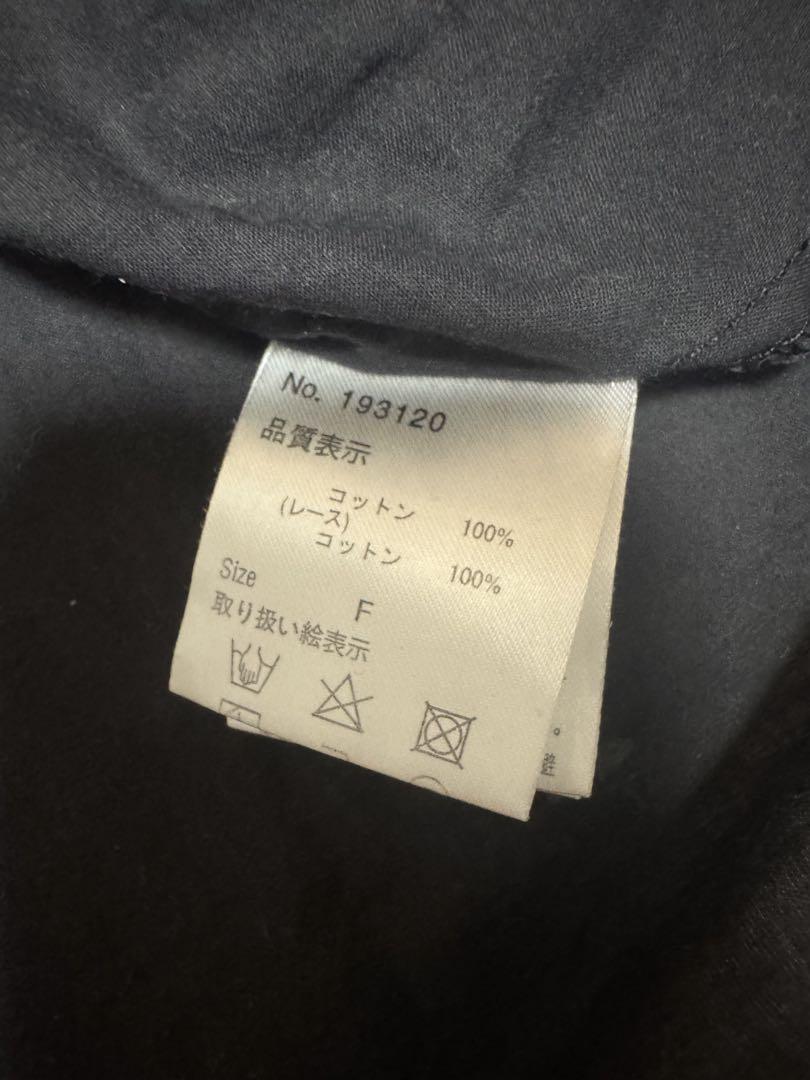 No. 193120
品質表示
コットン 100%
(レース)
コットン 100%
Size F
取り扱い絵表示
。